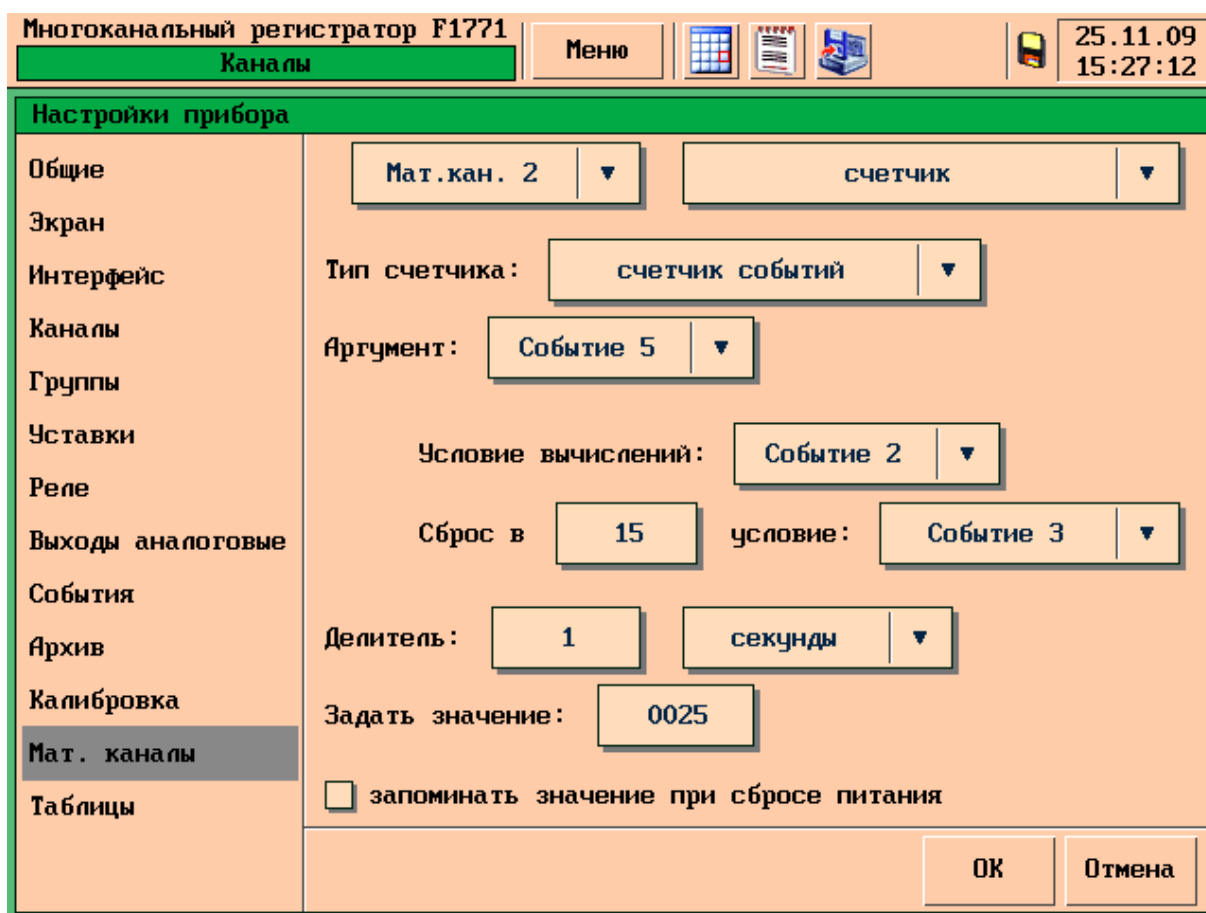 Многоканальный регистратор F1771
Каналы
Меню
25.11.09
15:27:12
Настройки прибора
Общие
Экран
Интерфейс
Каналы
Группы
Уставки
Реле
Выходы аналоговые
События
Архив
Калибровка
Мат. каналы
Таблицы
Мат.кан. 2
счетчик
Тип счетчика: счетчик событий
Аргумент: Событие 5
Условие вычислений: Событие 2
Сброс в 15 условие: Событие 3
Делитель: 1 секунды
Задать значение: 0025
запоминать значение при сбросе питания
ОК
Отмена